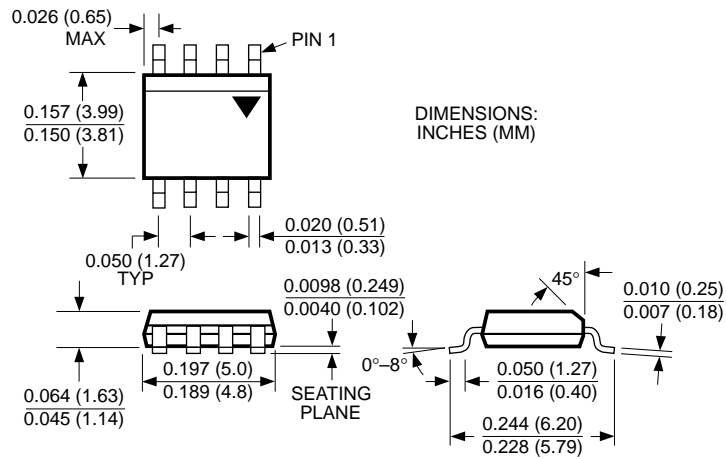 0.026 (0.65)
MAX
PIN 1
0.157 (3.99)
0.150 (3.81)
DIMENSIONS:
INCHES (MM)
0.020 (0.51)
0.013 (0.33)
0.050 (1.27)
TYP
0.0098 (0.249)
0.0040 (0.102)
45°
0.010 (0.25)
0.007 (0.18)
0°–8°
0.064 (1.63)
0.045 (1.14)
0.197 (5.0)
0.189 (4.8)
SEATING
PLANE
0.050 (1.27)
0.016 (0.40)
0.244 (6.20)
0.228 (5.79)